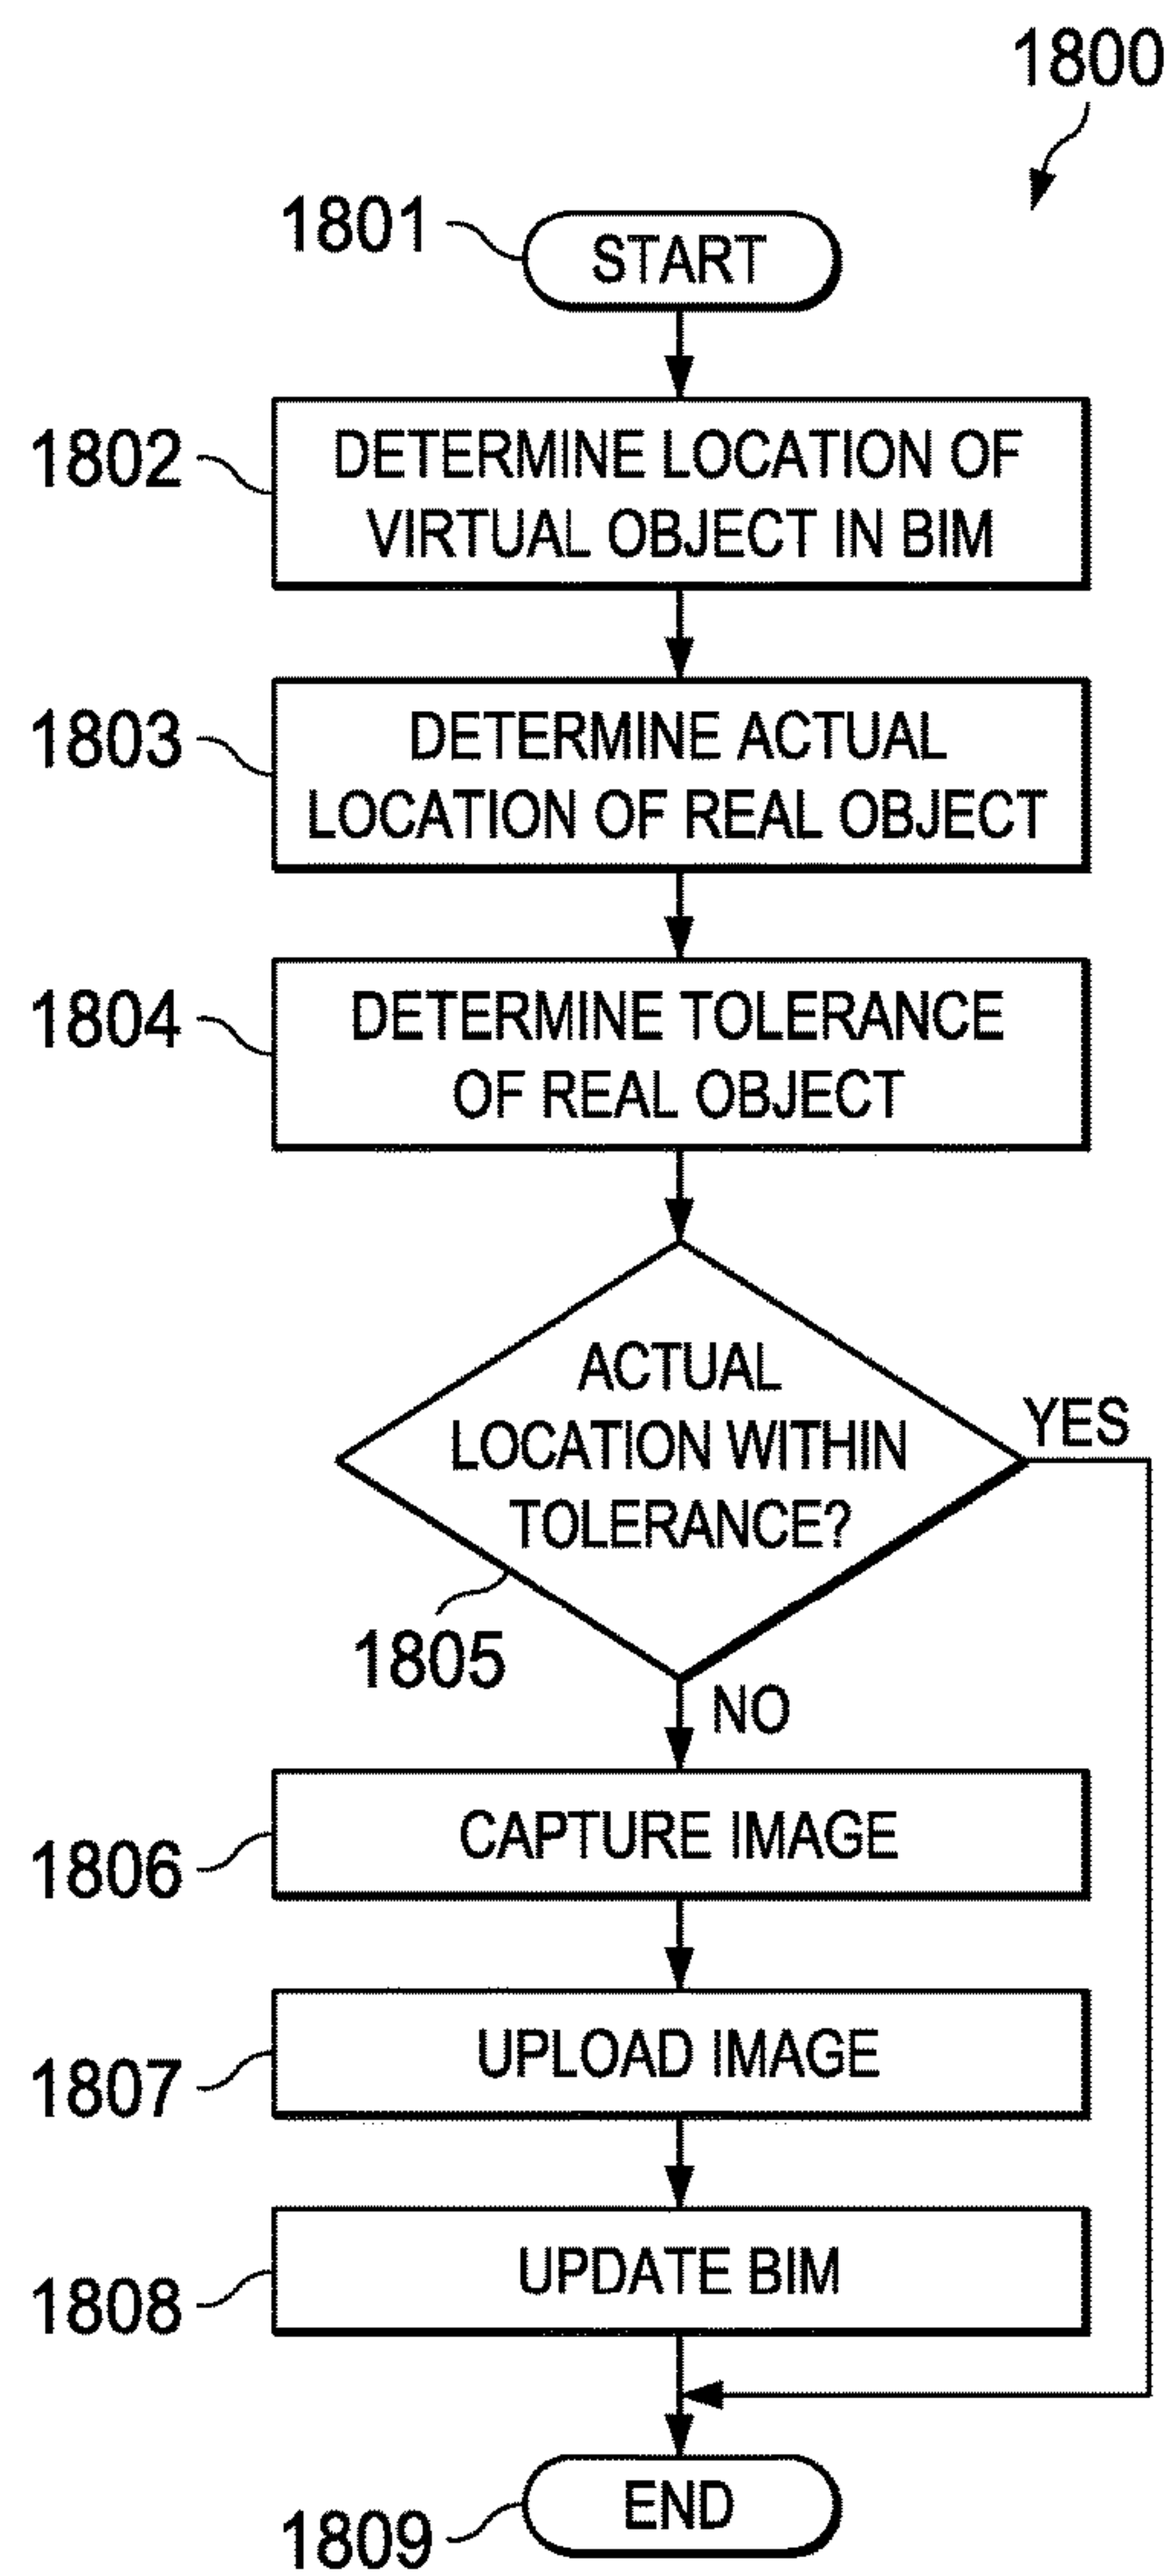 1800
1801
START
1802
DETERMINE LOCATION OF
VIRTUAL OBJECT IN BIM
1803
DETERMINE ACTUAL
LOCATION OF REAL OBJECT
1804
DETERMINE TOLERANCE
OF REAL OBJECT
ACTUAL
LOCATION WITHIN
TOLERANCE?
YES
1805
NO
1806
CAPTURE IMAGE
1807
UPLOAD IMAGE
1808
UPDATE BIM
1809
END